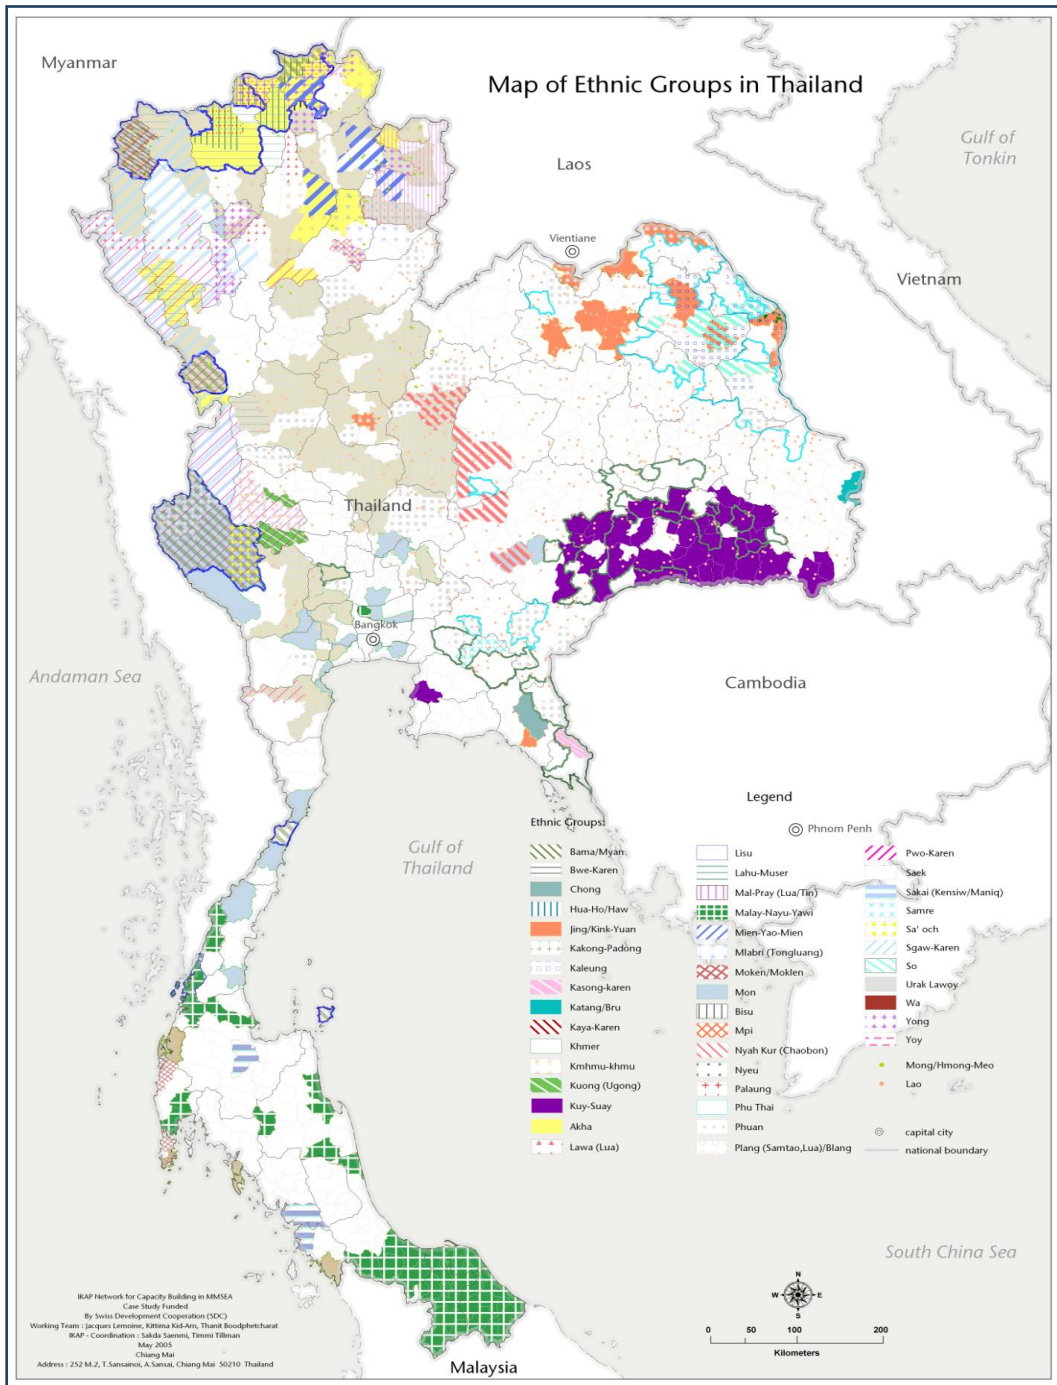 Map of Ethnic Groups in Thailand
Myanmar
Laos
Gulf of
Tonkin
Vientiane
Vietnam
Thailand
Bangkok
Andaman Sea
Cambodia
Gulf of
Thailand
Legend
Phnom Penh
Ethnic Groups:
Bama/Myan
Bwe-Karen
Chong
Hua-Ho/Haw
Jing/Kink-Yuan
Kakong-Padong
Kaleung
Kasong-karen
Katang/Bru
Kaya-Karen
Khmer
Kmhmu-khmu
Kuong (Ugong)
Kuy-Suay
Akha
Lawa (Lua)
Lisu
Lahu-Muser
Mal-Pray (Lua/Tin)
Malay-Nayu-Yawi
Mien-Yao-Mien
Mlabri (Tongluang)
Moken/Moklen
Mon
Bisu
Mpi
Nyah Kur (Chaobon)
Nyeu
Palaung
Phu Thai
Phuan
Plang (Samtao,Lua)/Blang
Pwo-Karen
Saek
Sakai (Kensiw/Maniq)
Samre
Sa' och
Sgaw-Karen
So
Urak Lawoy
Wa
Yong
Yoy
Mong/Hmong-Meo
Lao
capital city
national boundary
South China Sea
N
W E
S
0 50 100 200
Kilometers
Malaysia
IKAP Network for Capacity Building in MMSEA
Case Study Funded
By Swiss Development Cooperation (SDC)
Working Team : Jacques Lemoine, Kittima Kid-Arn, Thanit Boodphetcharat
IKAP - Coordination : Sakda Saenmi, Timmi Tillman
May 2005
Chiang Mai
Address : 252 M.2, T.Sansainoi, A.Sansai, Chiang Mai 50210 Thailand